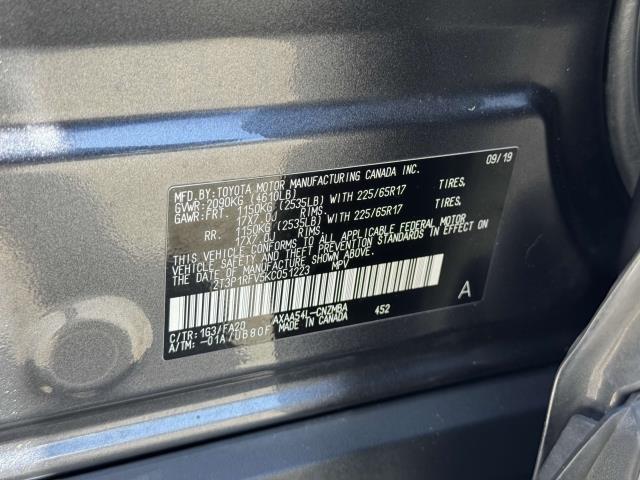 MFD.BY:TOYOTA MOTOR MANUFACTURING CANADA INC. 09/19
GVWR:2090KG (4610LB)
GAWR:FRT. 1150KG (2535LB) WITH 225/65R17 TIRES,
17X7.0J RIMS
RR. 1150KG (2535LB) WITH 225/65R17 TIRES,
17X7.0J RIMS
THIS VEHICLE CONFORMS TO ALL APPLICABLE FEDERAL MOTOR
VEHICLE SAFETY AND THEFT PREVENTION STANDARDS IN EFFECT ON
THE DATE OF MANUFACTURE SHOWN ABOVE.
2T3P1RFV5KC051223 MPV
A
C/TR:1G3/FA20 AXAA54L-CNZMBA 452
A/TM:-01A/UB80F MADE IN CANADA